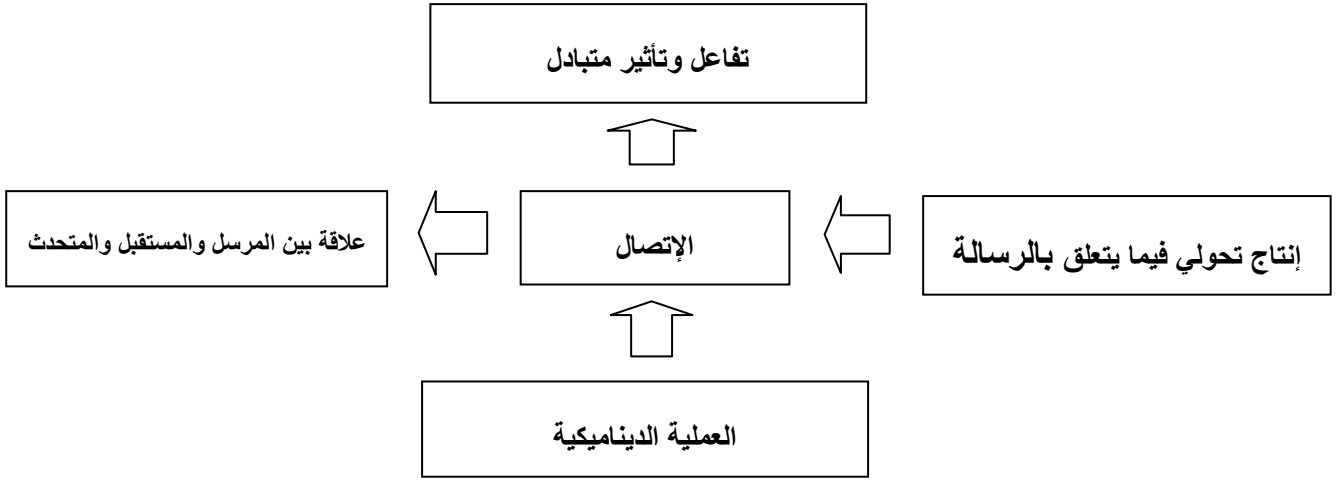 تفاعل وتأثير متبادل
إنتاج تحولي فيما يتعلق بالرسالة
الإتصال
علاقة بين المرسل والمستقبل والمتحدث
العملية الديناميكية